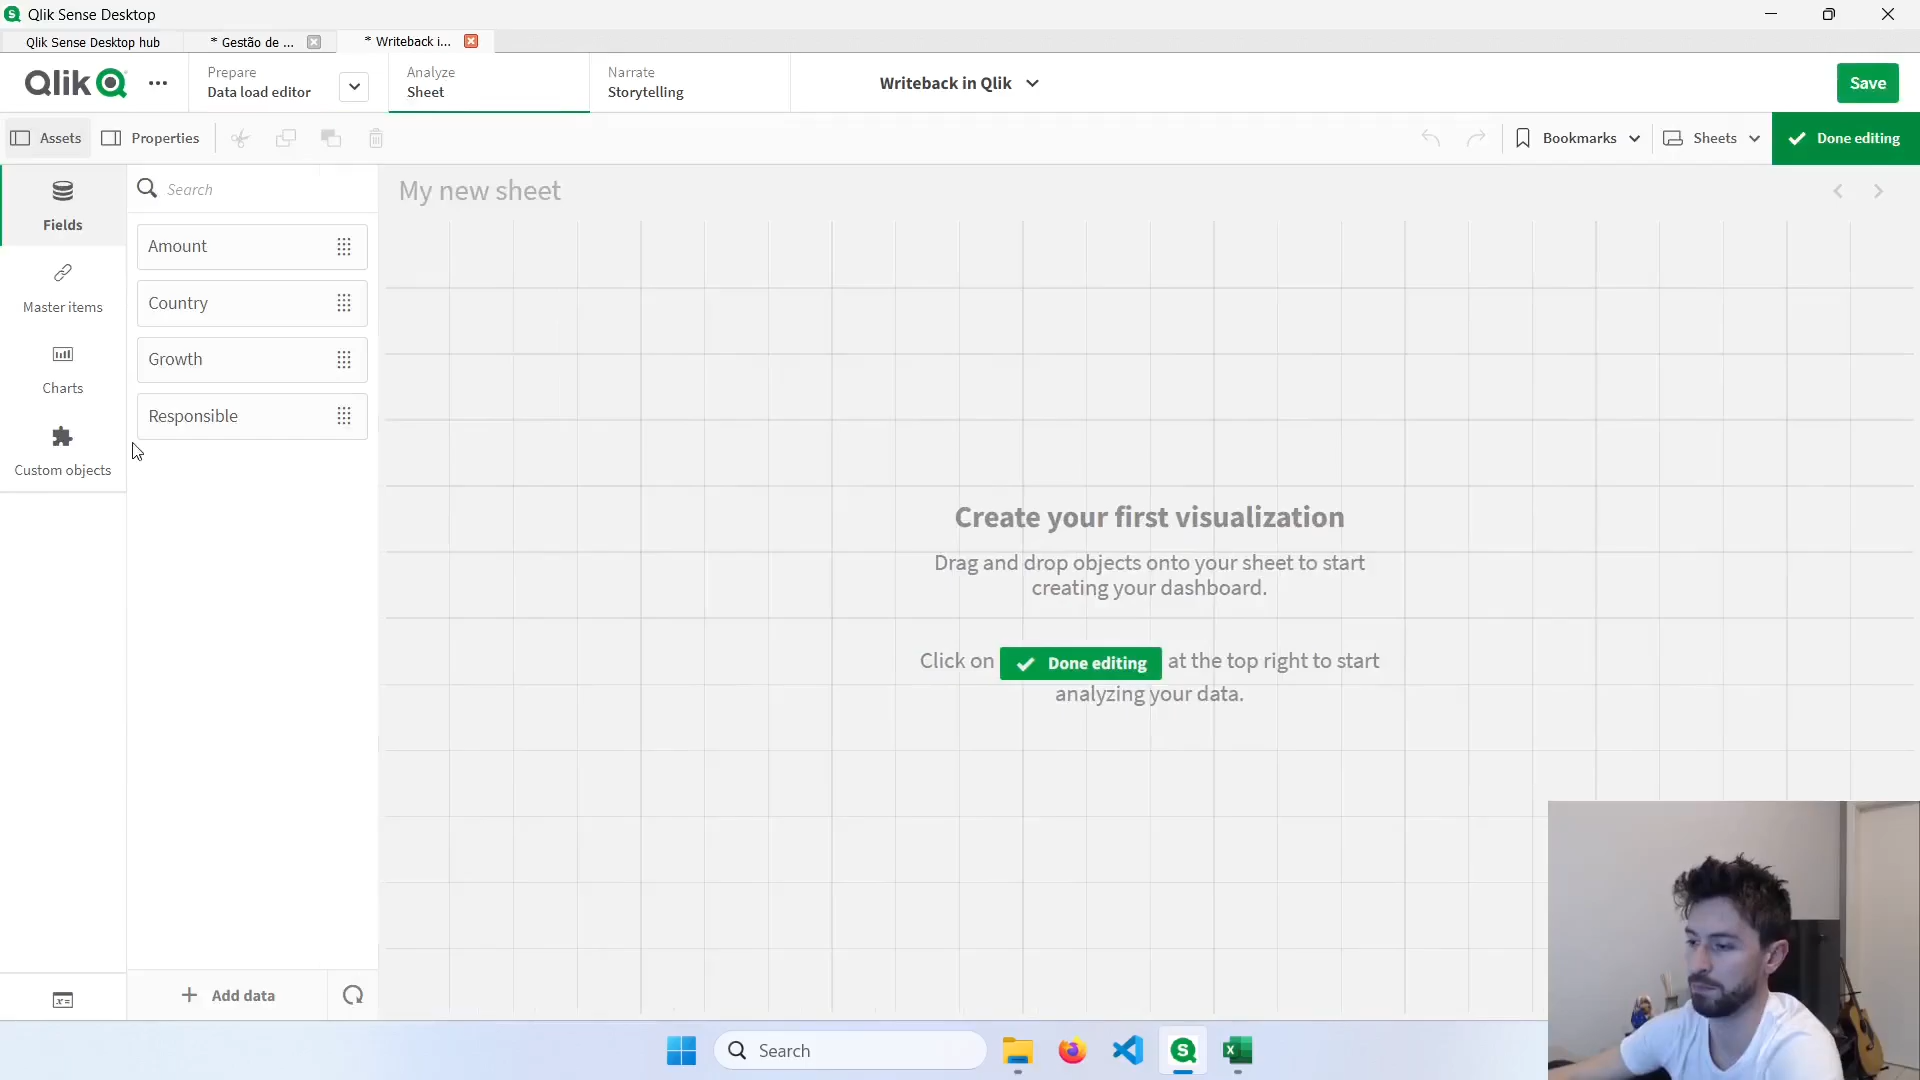 Qlik Sense Desktop
Qlik Sense Desktop hub
* Gestão de ...
* Writeback i...
Qlik
Prepare
Data load editor
Analyze
Sheet
Narrate
Storytelling
Writeback in Qlik
Save
Assets
Properties
Bookmarks
Sheets
Done editing
Fields
Master items
Charts
Custom objects
Search
Amount
Country
Growth
Responsible
Add data
My new sheet
Create your first visualization
Drag and drop objects onto your sheet to start
creating your dashboard.
Click on Done editing at the top right to start
analyzing your data.
Search